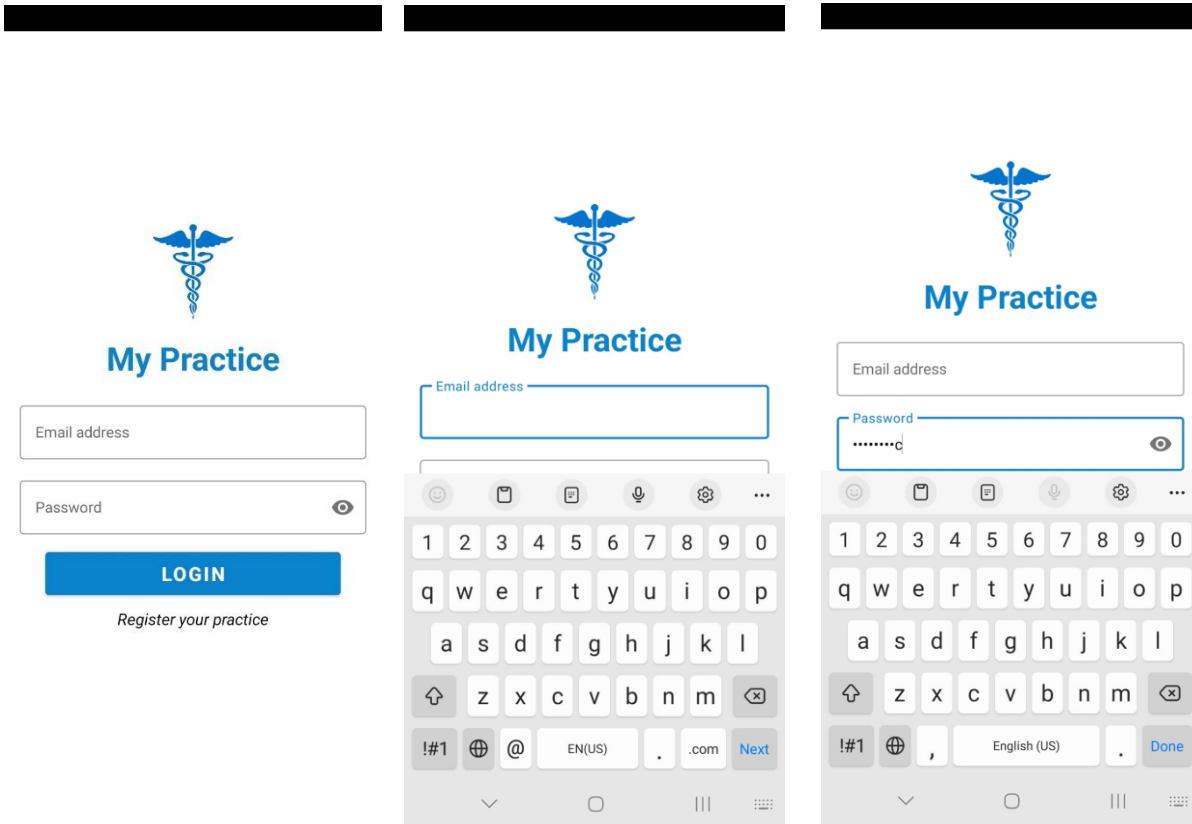 My Practice
Email address
Password
LOGIN
Register your practice
My Practice
Email address
1 2 3 4 5 6 7 8 9 0
q w e r t y u i o p
a s d f g h j k l
z x c v b n m
!#1 @ EN(US) . .com Next
My Practice
Email address
Password
••••••••c
1 2 3 4 5 6 7 8 9 0
q w e r t y u i o p
a s d f g h j k l
z x c v b n m
!#1 , English (US) . Done